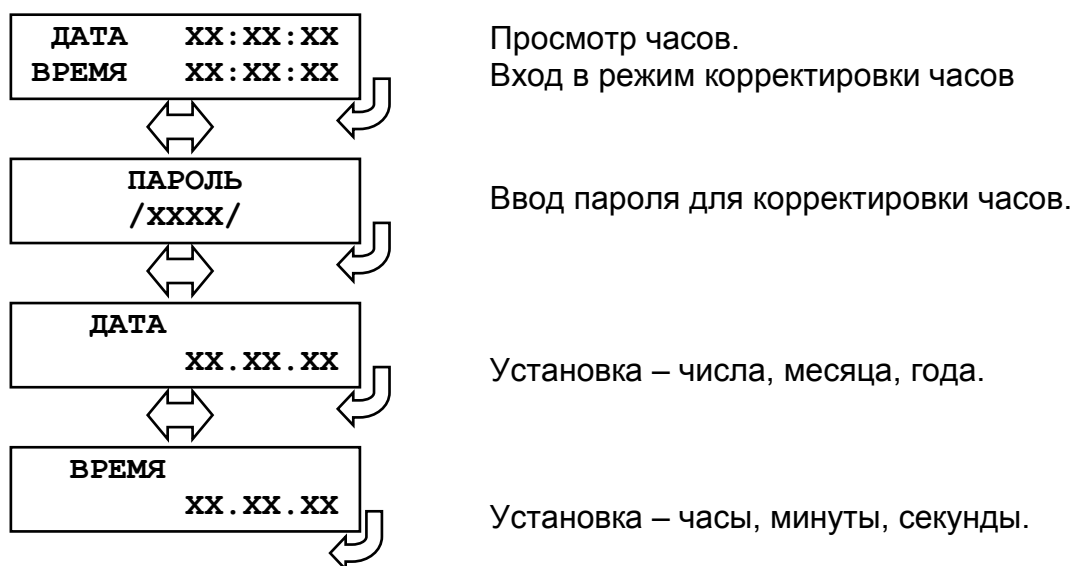 ДАТА XX:XX:XX
ВРЕМЯ XX:XX:XX
Просмотр часов.
Вход в режим корректировки часов
ПАРОЛЬ
/XXXX/
Ввод пароля для корректировки часов.
ДАТА
XX.XX.XX
Установка – числа, месяца, года.
ВРЕМЯ
XX.XX.XX
Установка – часы, минуты, секунды.